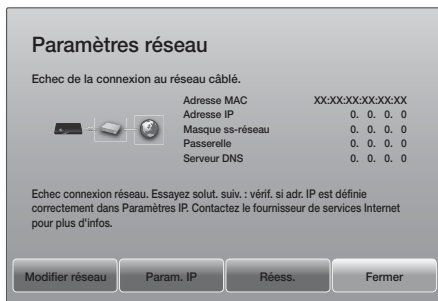 Paramètres réseau
Echec de la connexion au réseau câblé.
Adresse MAC XX:XX:XX:XX:XX:XX
Adresse IP 0. 0. 0. 0
Masque ss-réseau 0. 0. 0. 0
Passerelle 0. 0. 0. 0
Serveur DNS 0. 0. 0. 0
Echec connexion réseau. Essayez solut. suiv. : vérif. si adr. IP est définie
correctement dans Paramètres IP. Contactez le fournisseur de services Internet
pour plus d'infos.
Modifier réseau Param. IP Réess. Fermer